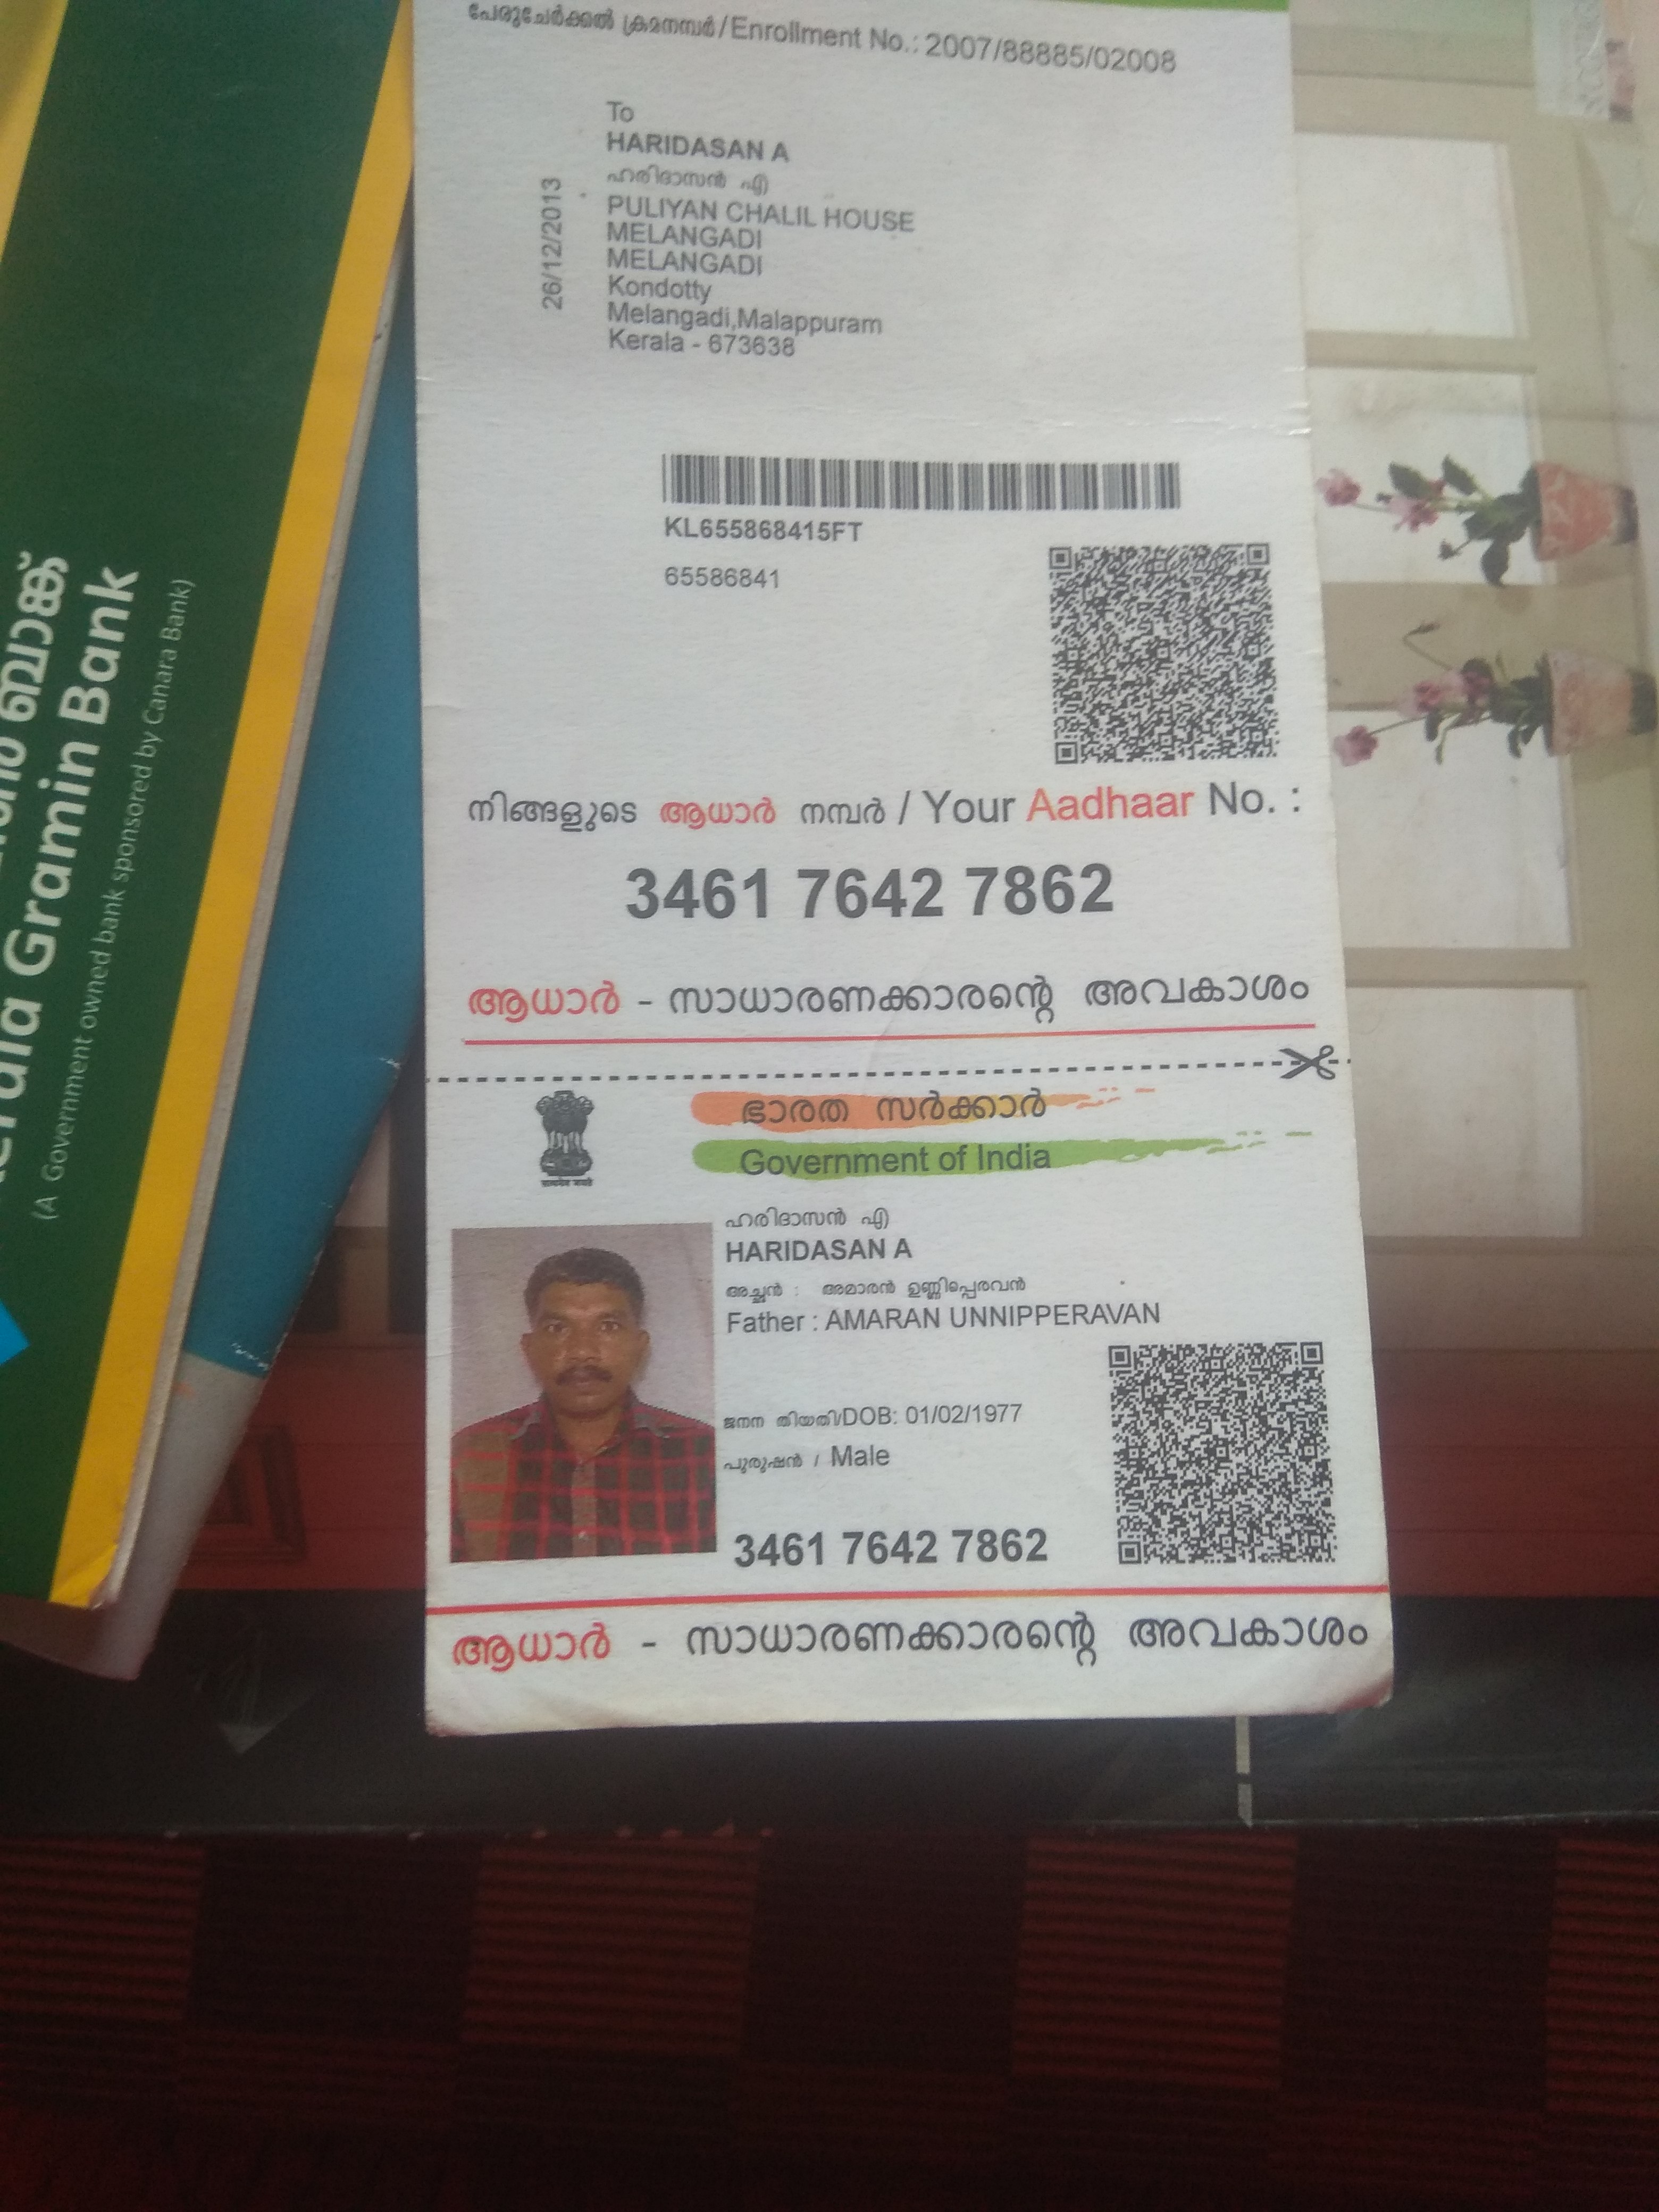 പേരുചേർക്കൽ ക്രമനമ്പർ / Enrollment No.: 2007/88885/02008
To
HARIDASAN A
ഹരിദാസൻ എ
PULIYAN CHALIL HOUSE
MELANGADI
MELANGADI
Kondotty
Melangadi,Malappuram
Kerala - 673638
26/12/2013
KL655868415FT
65586841
നിങ്ങളുടെ ആധാർ നമ്പർ / Your Aadhaar No. :
3461 7642 7862
ആധാർ - സാധാരണക്കാരന്റെ അവകാശം
ഭാരത സർക്കാർ
Government of India
ഹരിദാസൻ എ
HARIDASAN A
അച്ഛൻ : അമാരൻ ഉണ്ണിപ്പെരവൻ
Father : AMARAN UNNIPPERAVAN
ജനന തിയതി/DOB: 01/02/1977
പുരുഷൻ / Male
3461 7642 7862
ആധാർ - സാധാരണക്കാരന്റെ അവകാശം
ബാങ്ക്
Gramin Bank
(A Government owned bank sponsored by Canara Bank)